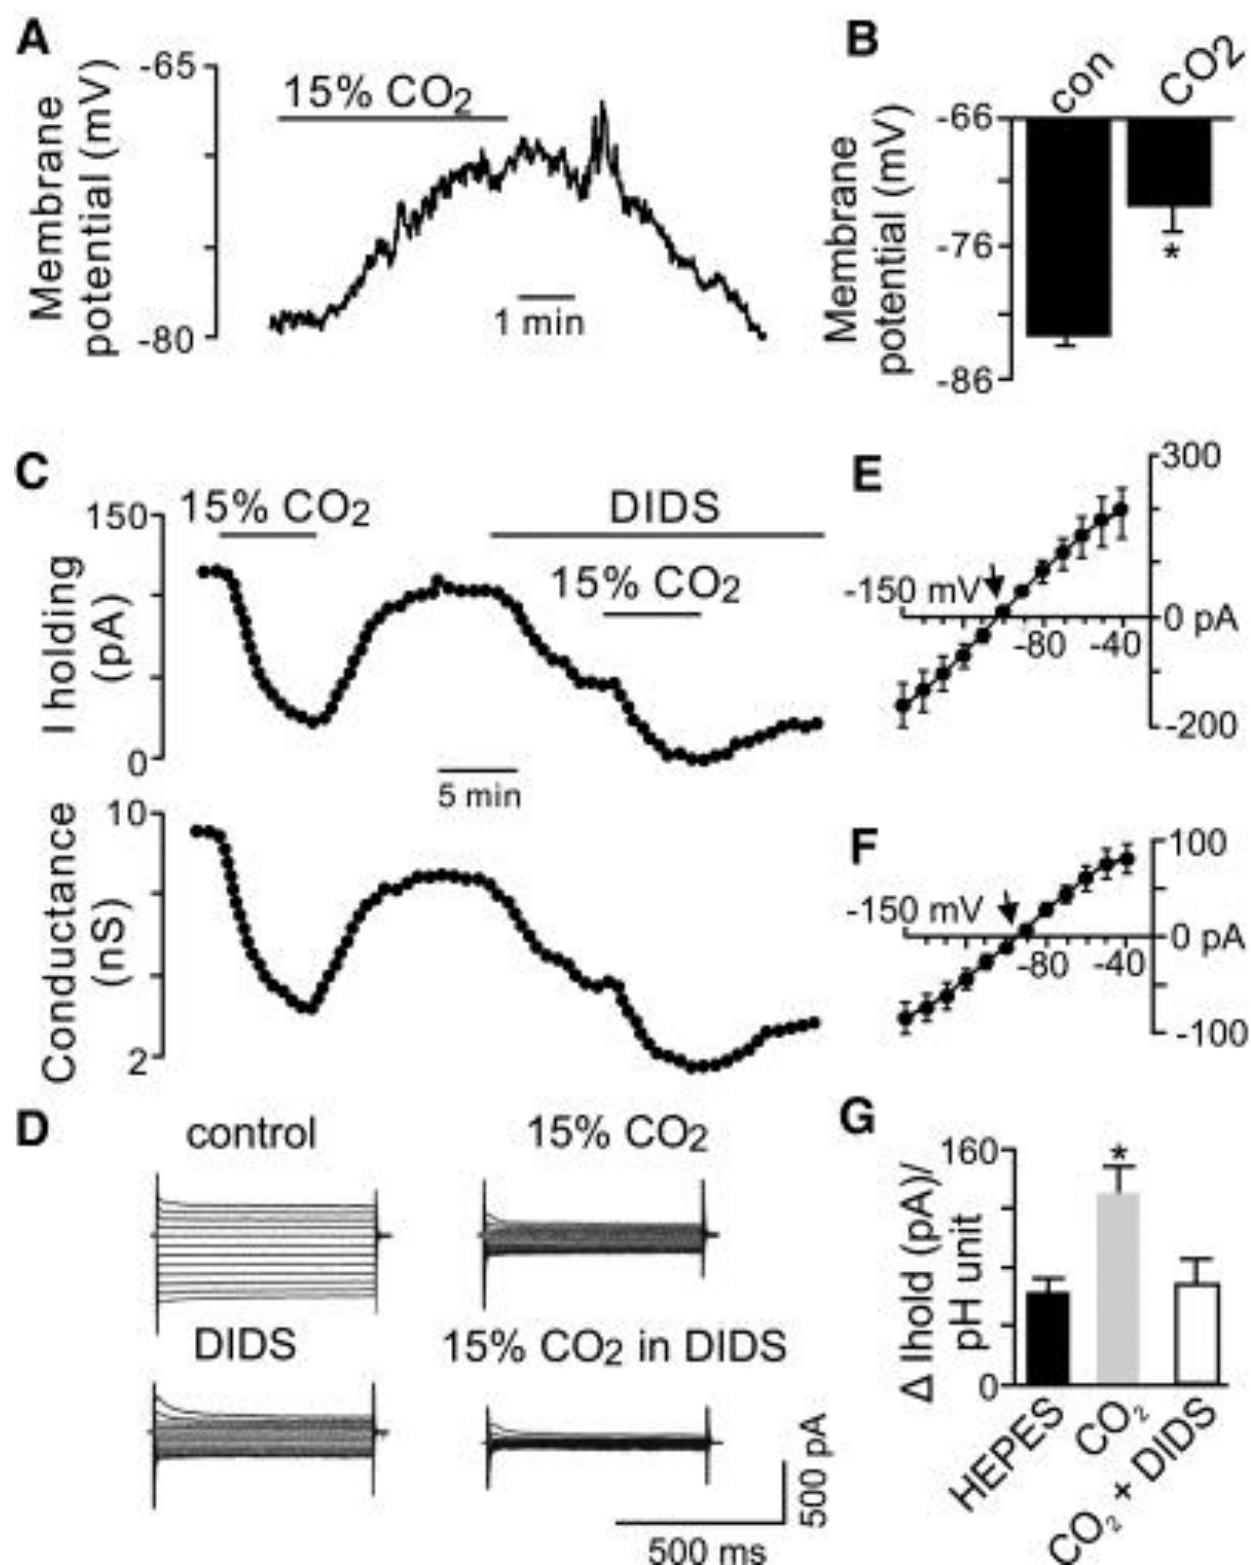 A
-65
15% CO2
Membrane
potential (mV)
1 min
-80
B
con
CO2
-66
Membrane
potential (mV)
-76
*
-86
C
15% CO2
DIDS
150
15% CO2
I holding
(pA)
0
5 min
10
Conductance
(nS)
2
E
300
-150 mV
0 pA
-80
-40
-200
F
100
-150 mV
0 pA
-80
-40
-100
D
control
15% CO2
DIDS
15% CO2 in DIDS
500 pA
500 ms
G
160
*
Δ Ihold (pA)/
pH unit
0
HEPES
CO2
CO2 + DIDS